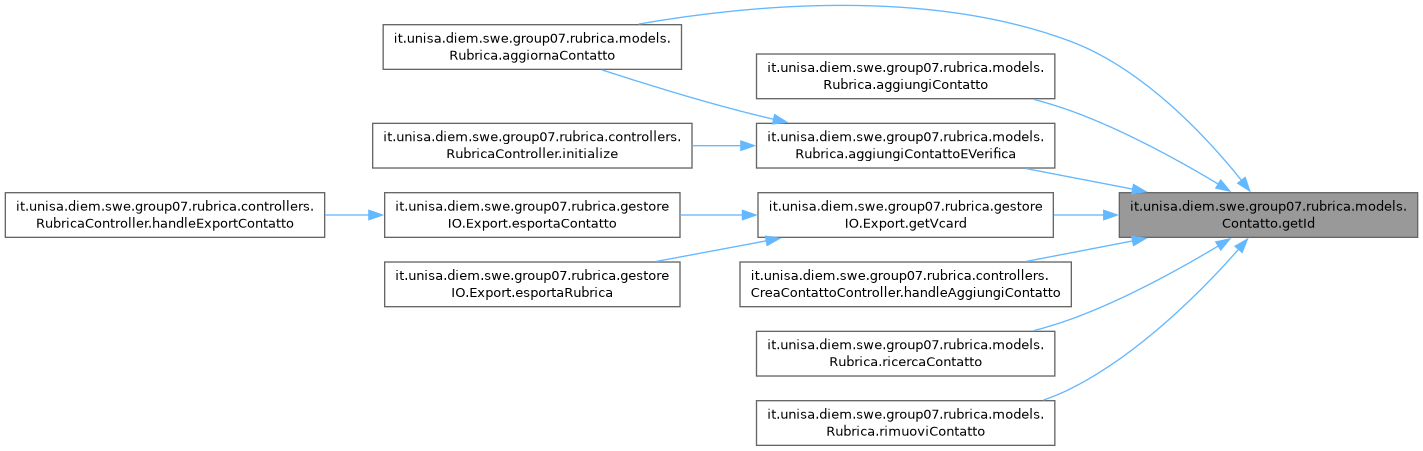 it.unisa.diem.swe.group07.rubrica.models.
Rubrica.aggiornaContatto
it.unisa.diem.swe.group07.rubrica.models.
Rubrica.aggiungiContatto
it.unisa.diem.swe.group07.rubrica.controllers.
RubricaController.initialize
it.unisa.diem.swe.group07.rubrica.models.
Rubrica.aggiungiContattoEVerifica
it.unisa.diem.swe.group07.rubrica.controllers.
RubricaController.handleExportContatto
it.unisa.diem.swe.group07.rubrica.gestore
IO.Export.esportaContatto
it.unisa.diem.swe.group07.rubrica.gestore
IO.Export.getVcard
it.unisa.diem.swe.group07.rubrica.models.
Contatto.getId
it.unisa.diem.swe.group07.rubrica.gestore
IO.Export.esportaRubrica
it.unisa.diem.swe.group07.rubrica.controllers.
CreaContattoController.handleAggiungiContatto
it.unisa.diem.swe.group07.rubrica.models.
Rubrica.ricercaContatto
it.unisa.diem.swe.group07.rubrica.models.
Rubrica.rimuoviContatto